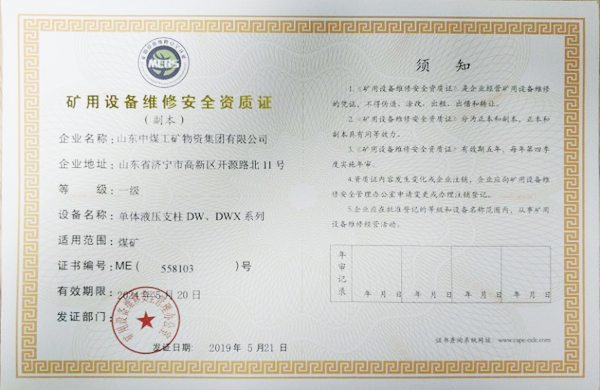 MEBS
矿用设备维修安全资质证
(副本)
企业名称: 山东中煤工矿物资集团有限公司
企业地址: 山东省济宁市高新区开源路北11号
等 级: 一级
设备名称: 单体液压支柱DW、DWX系列
适用范围: 煤矿
证书编号: ME( 558103 )号
有效期限: 2024年5月20日
发证部门:
发证日期: 2019年5月21日
须 知
1.《矿用设备维修安全资质证》是企业经营矿用设备维修
的凭证，不得伪造、涂改、出租、出借和转让。
2.《矿用设备维修安全资质证》分为正本和副本，正本和
副本具有同等效力。
3.《矿用设备维修安全资质证》有效期五年，每年第四季
度实施年审。
4.资质证内容发生变化或企业注销，企业应向矿用设备维
修安全管理办公室申请变更或办理注销登记。
5.企业应在批准登记的等级和设备名称范围内，从事矿用
设备维修经营活动。
年审记录
年 月 日 年 月 日 年 月 日 年 月 日
证书查询系统网址: